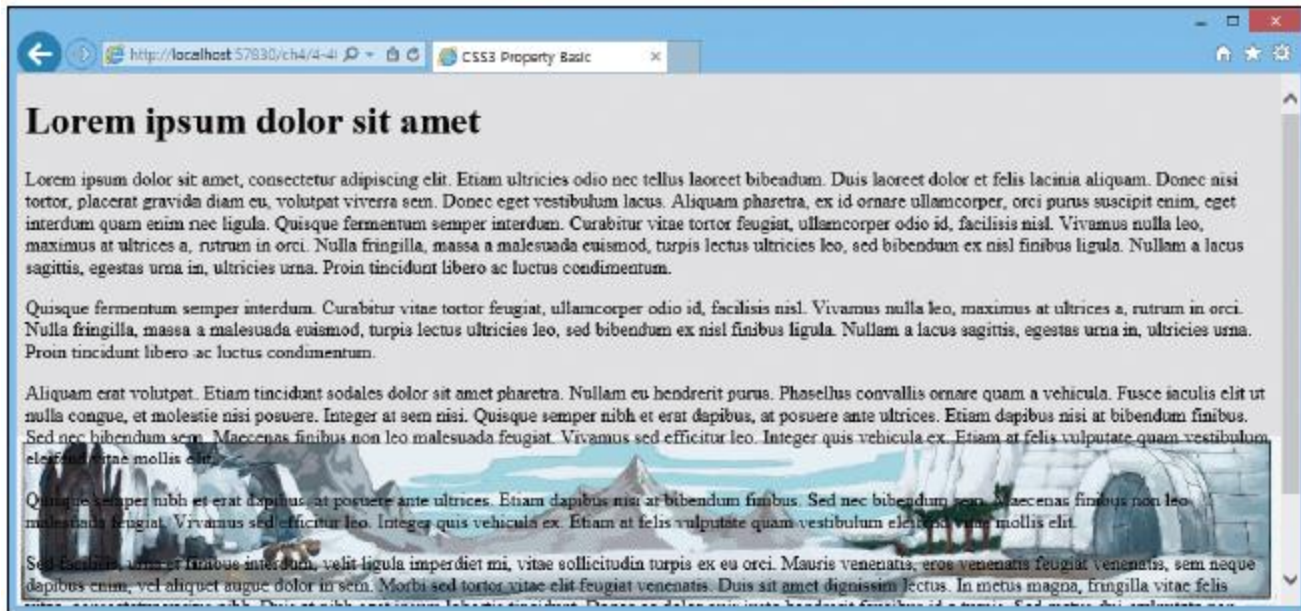 http://localhost:57830/ch4/4-4
CSS3 Property Basic
Lorem ipsum dolor sit amet
Lorem ipsum dolor sit amet, consectetur adipiscing elit. Etiam ultricies odio nec tellus laoreet bibendum. Duis laoreet dolor et felis lacinia aliquam. Donec nisi
tortor, placerat gravida diam eu, volutpat viverra sem. Donec eget vestibulum lacus. Aliquam pharetra, ex id ornare ullamcorper, orci purus suscipit enim, eget
interdum quam enim nec ligula. Quisque fermentum semper interdum. Curabitur vitae tortor feugiat, ullamcorper odio id, facilisis nisl. Vivamus nulla leo,
maximus at ultrices a, rutrum in orci. Nulla fringilla, massa a malesuada euismod, turpis lectus ultricies leo, sed bibendum ex nisl finibus ligula. Nullam a lacus
sagittis, egestas urna in, ultricies urna. Proin tincidunt libero ac luctus condimentum.
Quisque fermentum semper interdum. Curabitur vitae tortor feugiat, ullamcorper odio id, facilisis nisl. Vivamus nulla leo, maximus at ultrices a, rutrum in orci.
Nulla fringilla, massa a malesuada euismod, turpis lectus ultricies leo, sed bibendum ex nisl finibus ligula. Nullam a lacus sagittis, egestas urna in, ultricies urna.
Proin tincidunt libero ac luctus condimentum.
Aliquam erat volutpat. Etiam tincidunt sodales dolor sit amet pharetra. Nullam eu hendrerit purus. Phasellus convallis ornare quam a vehicula. Fusce iaculis elit ut
nulla congue, et molestie nisi posuere. Integer at sem nisi. Quisque semper nibh et erat dapibus, at posuere ante ultrices. Etiam dapibus nisi at bibendum finibus.
Sed nec bibendum sem. Maecenas finibus non leo malesuada feugiat. Vivamus sed efficitur leo. Integer quis vehicula ex. Etiam at felis vulputate quam vestibulum
eleifend vitae mollis elit.
Quisque semper nibh et erat dapibus, at posuere ante ultrices. Etiam dapibus nisi at bibendum finibus. Sed nec bibendum sem. Maecenas finibus non leo
malesuada feugiat. Vivamus sed efficitur leo. Integer quis vehicula ex. Etiam at felis vulputate quam vestibulum eleifend vitae mollis elit.
Sed facilisis, urna et finibus interdum, velit ligula imperdiet mi, vitae sollicitudin turpis ex eu orci. Mauris venenatis, eros venenatis feugiat venenatis, sem neque
dapibus enim, vel aliquet augue dolor in sem. Morbi sed tortor vitae elit feugiat venenatis. Duis sit amet dignissim lectus. In metus magna, fringilla vitae felis